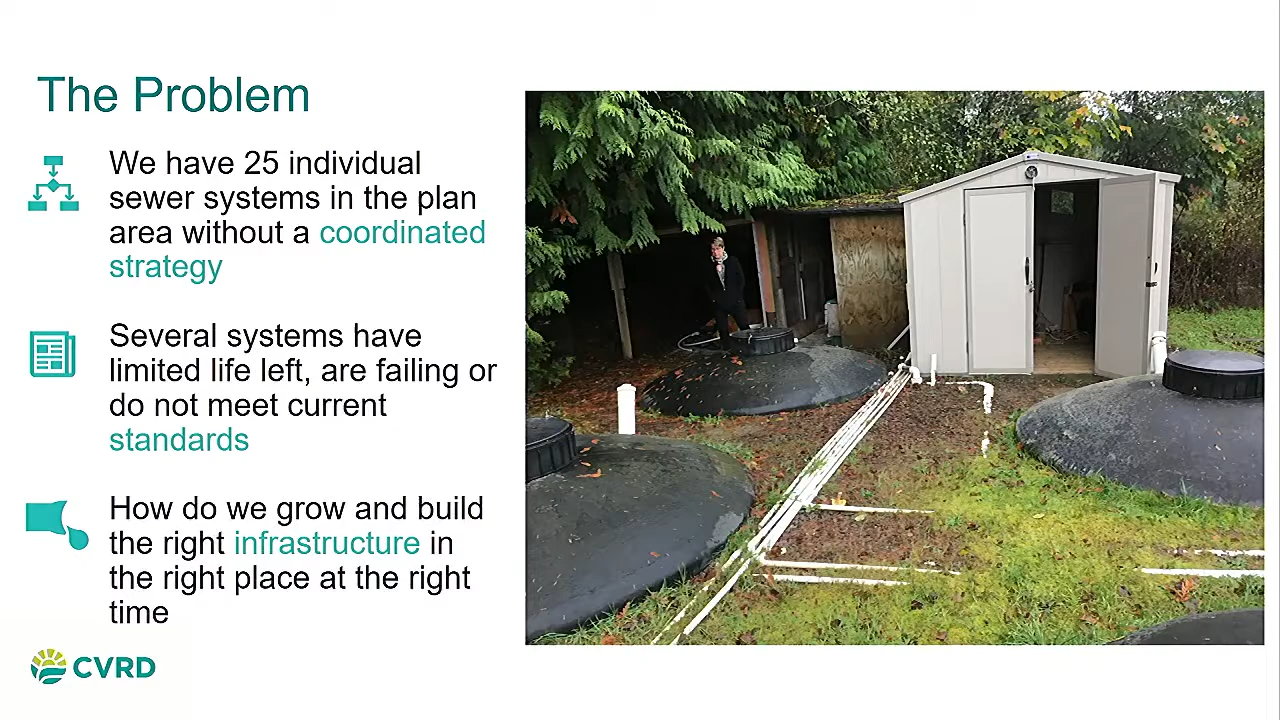 The Problem
We have 25 individual
sewer systems in the plan
area without a coordinated
strategy
Several systems have
limited life left, are failing or
do not meet current
standards
How do we grow and build
the right infrastructure in
the right place at the right
time
CVRD